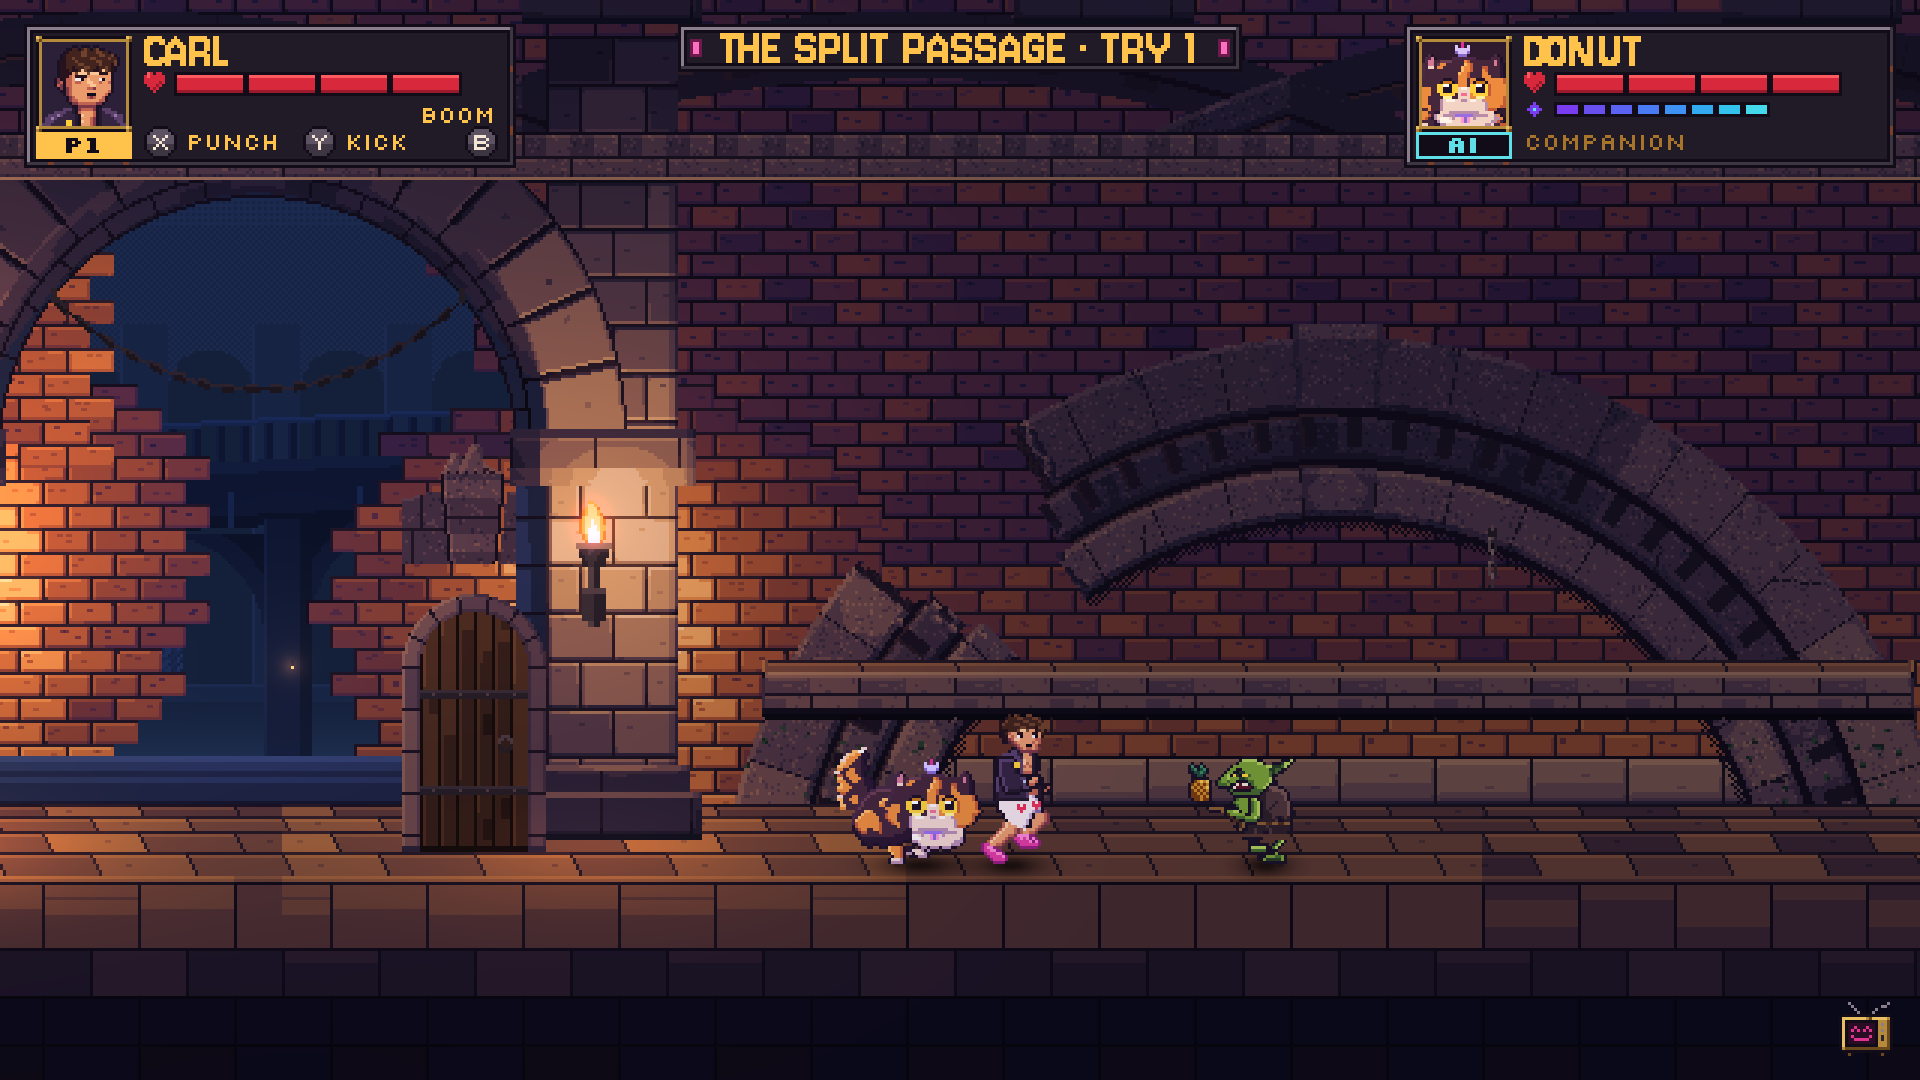 CARL
BOOM
P1
X PUNCH Y KICK B
THE SPLIT PASSAGE · TRY 1
DONUT
AI
COMPANION